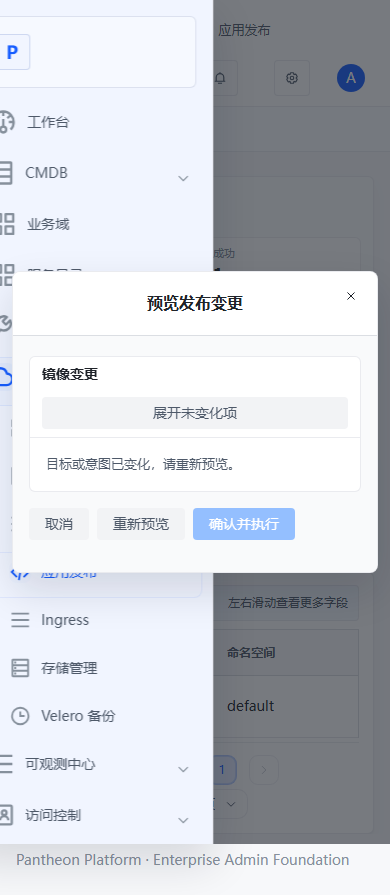 应用发布
P
A
工作台
CMDB
业务域
成功
预览发布变更
镜像变更
展开未变化项
目标或意图已变化，请重新预览。
取消
重新预览
确认并执行
应用发布
左右滑动查看更多字段
Ingress
命名空间
存储管理
default
Velero 备份
1
可观测中心
访问控制
Pantheon Platform · Enterprise Admin Foundation